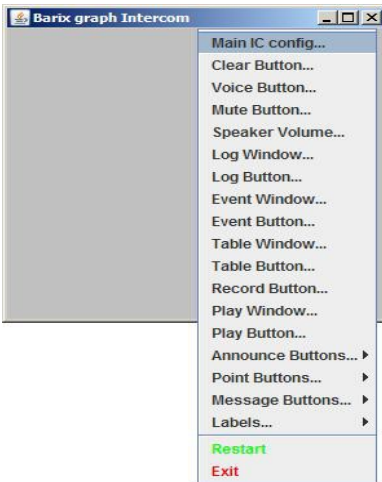 Barix graph Intercom
Main IC config...
Clear Button...
Voice Button...
Mute Button...
Speaker Volume...
Log Window...
Log Button...
Event Window...
Event Button...
Table Window...
Table Button...
Record Button...
Play Window...
Play Button...
Announce Buttons...
Point Buttons...
Message Buttons...
Labels...
Restart
Exit